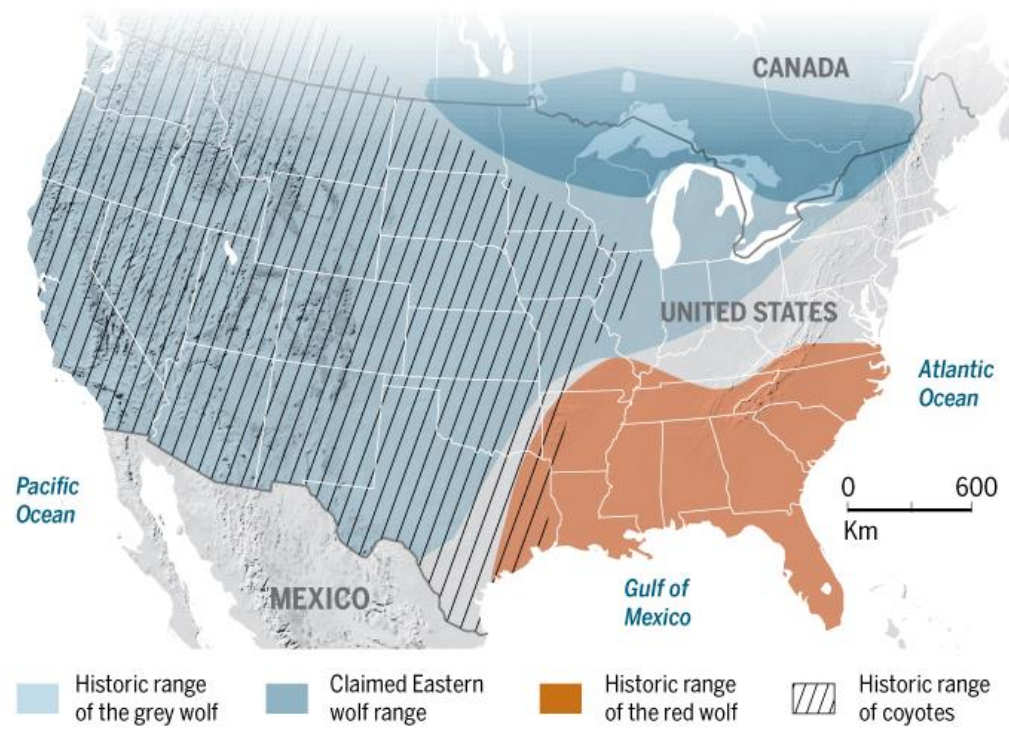 CANADA
UNITED STATES
Atlantic
Ocean
Pacific
Ocean
0 600
Km
Gulf of
Mexico
MEXICO
Historic range
of the grey wolf
Claimed Eastern
wolf range
Historic range
of the red wolf
Historic range
of coyotes